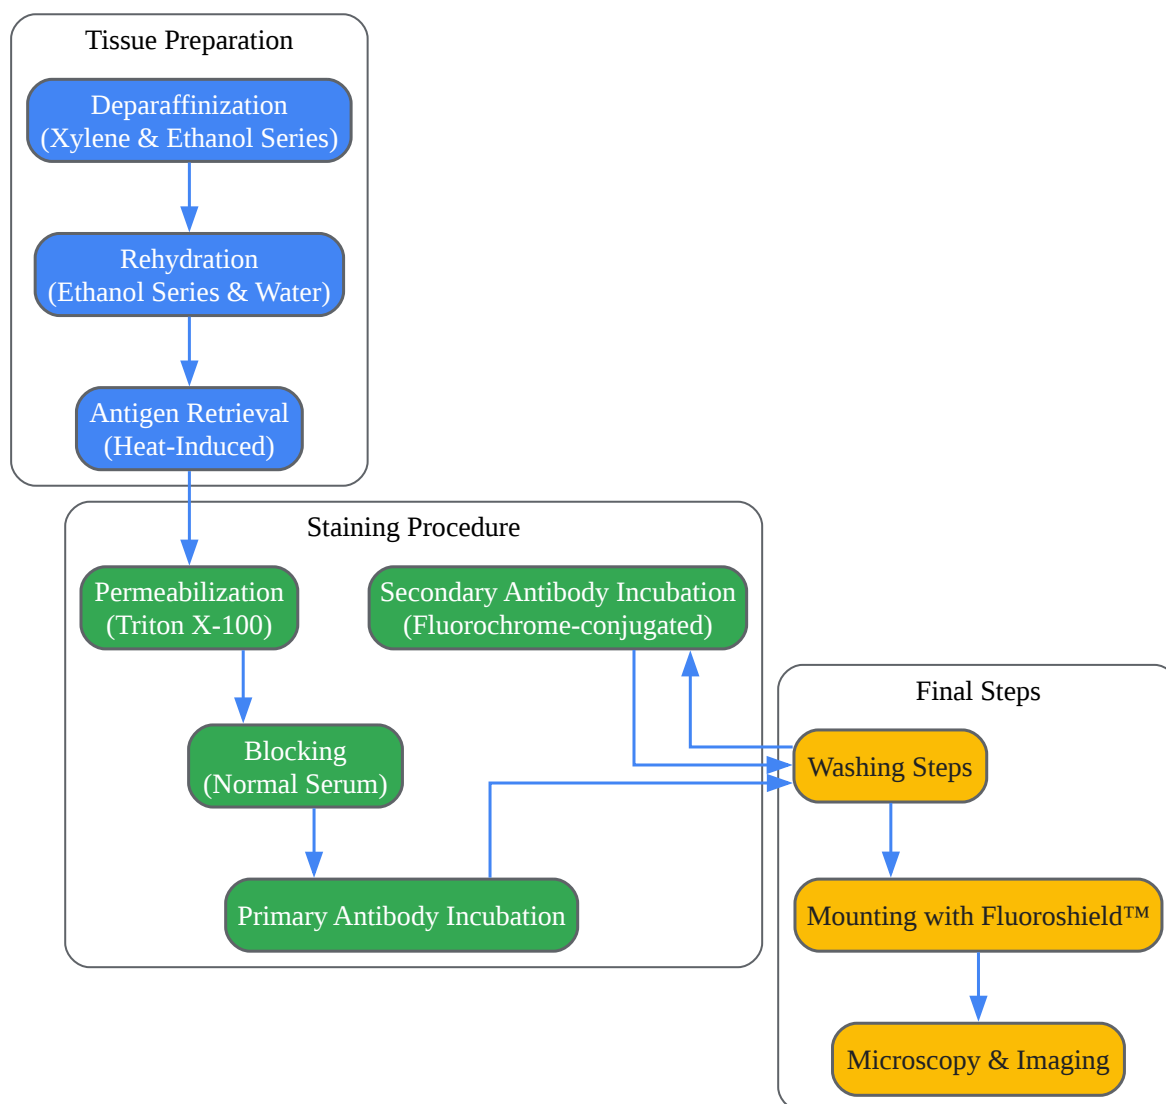 Tissue Preparation
Deparaffinization
(Xylene & Ethanol Series)
Rehydration
(Ethanol Series & Water)
Antigen Retrieval
(Heat-Induced)
Staining Procedure
Permeabilization
(Triton X-100)
Secondary Antibody Incubation
(Fluorochrome-conjugated)
Blocking
(Normal Serum)
Primary Antibody Incubation
Final Steps
Washing Steps
Mounting with Fluoroshield™
Microscopy & Imaging